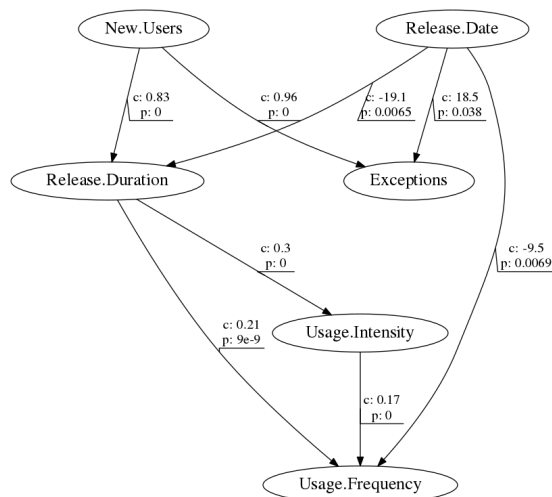 New.Users
Release.Date
c: 0.83
p: 0
c: 0.96
p: 0
c: -19.1
p: 0.0065
c: 18.5
p: 0.038
Release.Duration
Exceptions
c: 0.3
p: 0
c: -9.5
p: 0.0069
Usage.Intensity
c: 0.21
p: 9e-9
c: 0.17
p: 0
Usage.Frequency